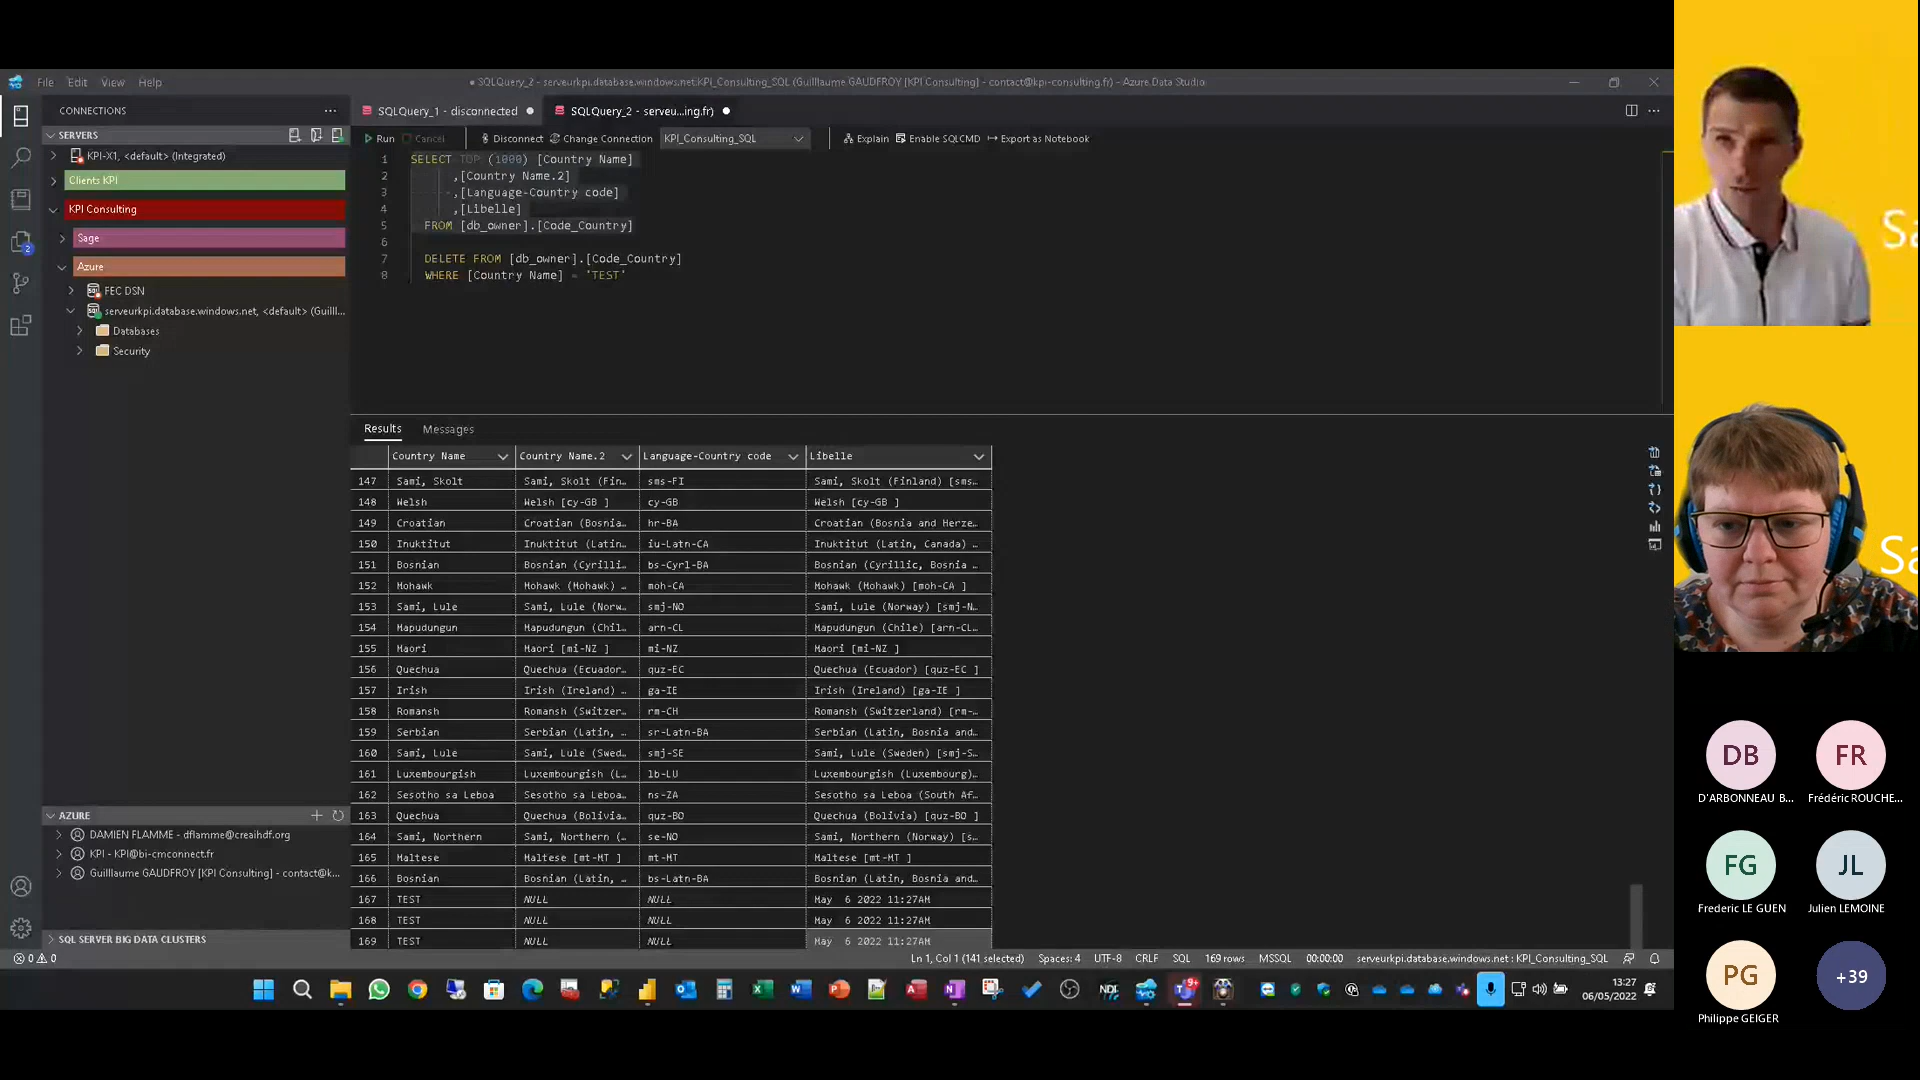 File Edit View Help
● SQLQuery_2 - serveurkpi.database.windows.net.KPI_Consulting_SQL (Guilllaume GAUDFROY [KPI Consulting] - contact@kpi-consulting.fr) - Azure Data Studio
CONNECTIONS
SERVERS
KPI-X1, <default> (Integrated)
Clients KPI
KPI Consulting
Sage
Azure
FEC DSN
serveurkpi.database.windows.net, <default> (Guilll...
Databases
Security
AZURE
DAMIEN FLAMME - dflamme@creaihdf.org
KPI - KPI@bi-cmconnect.fr
Guilllaume GAUDFROY [KPI Consulting] - contact@k...
SQL SERVER BIG DATA CLUSTERS
SQLQuery_1 - disconnected ●
SQLQuery_2 - serveu...ing.fr) ●
Run Cancel Disconnect Change Connection KPI_Consulting_SQL Explain Enable SQLCMD Export as Notebook
1 SELECT TOP (1000) [Country Name]
2 ,[Country Name.2]
3 ,[Language-Country code]
4 ,[Libelle]
5 FROM [db_owner].[Code_Country]
6
7 DELETE FROM [db_owner].[Code_Country]
8 WHERE [Country Name] = 'TEST'
Results Messages
Country Name Country Name.2 Language-Country code Libelle
147 Sami, Skolt Sami, Skolt (Fin… sms-FI Sami, Skolt (Finland) [sms…
148 Welsh Welsh [cy-GB ] cy-GB Welsh [cy-GB ]
149 Croatian Croatian (Bosnia… hr-BA Croatian (Bosnia and Herze…
150 Inuktitut Inuktitut (Latin… iu-Latn-CA Inuktitut (Latin, Canada) …
151 Bosnian Bosnian (Cyrilli… bs-Cyrl-BA Bosnian (Cyrillic, Bosnia …
152 Mohawk Mohawk (Mohawk) … moh-CA Mohawk (Mohawk) [moh-CA ]
153 Sami, Lule Sami, Lule (Norw… smj-NO Sami, Lule (Norway) [smj-N…
154 Mapudungun Mapudungun (Chil… arn-CL Mapudungun (Chile) [arn-CL…
155 Maori Maori [mi-NZ ] mi-NZ Maori [mi-NZ ]
156 Quechua Quechua (Ecuador… quz-EC Quechua (Ecuador) [quz-EC ]
157 Irish Irish (Ireland) … ga-IE Irish (Ireland) [ga-IE ]
158 Romansh Romansh (Switzer… rm-CH Romansh (Switzerland) [rm-…
159 Serbian Serbian (Latin, … sr-Latn-BA Serbian (Latin, Bosnia and…
160 Sami, Lule Sami, Lule (Swed… smj-SE Sami, Lule (Sweden) [smj-S…
161 Luxembourgish Luxembourgish (L… lb-LU Luxembourgish (Luxembourg)…
162 Sesotho sa Leboa Sesotho sa Leboa… ns-ZA Sesotho sa Leboa (South Af…
163 Quechua Quechua (Bolivia… quz-BO Quechua (Bolivia) [quz-BO ]
164 Sami, Northern Sami, Northern (… se-NO Sami, Northern (Norway) [s…
165 Maltese Maltese [mt-MT ] mt-MT Maltese [mt-MT ]
166 Bosnian Bosnian (Latin, … bs-Latn-BA Bosnian (Latin, Bosnia and…
167 TEST NULL NULL May 6 2022 11:27AM
168 TEST NULL NULL May 6 2022 11:27AM
169 TEST NULL NULL May 6 2022 11:27AM
0 0 Ln 1, Col 1 (141 selected) Spaces: 4 UTF-8 CRLF SQL 169 rows MSSQL 00:00:00 serveurkpi.database.windows.net : KPI_Consulting_SQL
NDI 9+ 13:27
06/05/2022
2
Sa
Sa
DB FR
D'ARBONNEAU B... Frédéric ROUCHE...
FG JL
Frederic LE GUEN Julien LEMOINE
PG +39
Philippe GEIGER